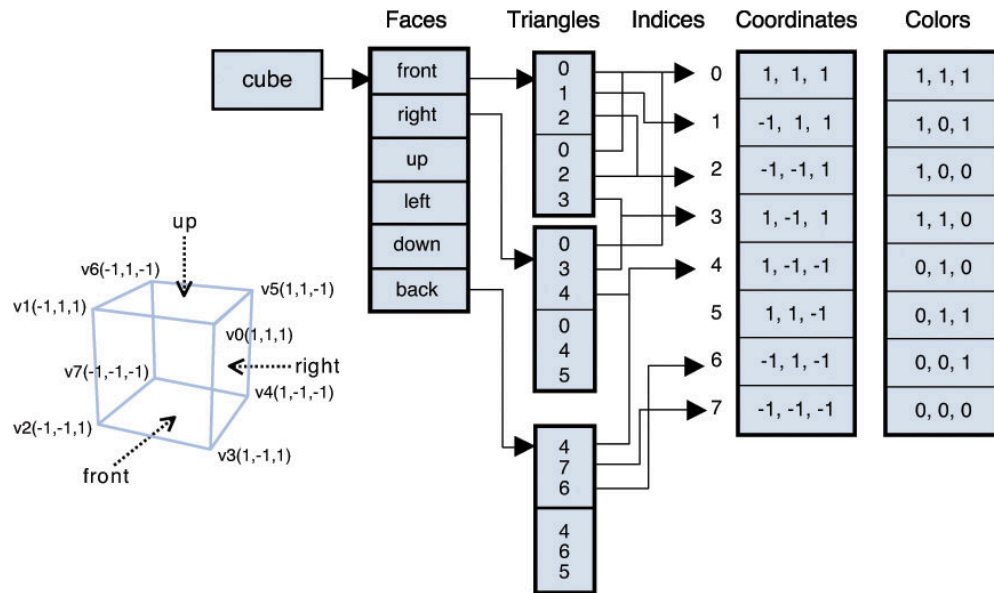 Faces Triangles Indices Coordinates Colors
cube
front
right
up
left
down
back
0
1
2
0
2
3
0
3
4
0
4
5
4
7
6
4
6
5
0
1
2
3
4
5
6
7
1, 1, 1
-1, 1, 1
-1, -1, 1
1, -1, 1
1, -1, -1
1, 1, -1
-1, 1, -1
-1, -1, -1
1, 1, 1
1, 0, 1
1, 0, 0
1, 1, 0
0, 1, 0
0, 1, 1
0, 0, 1
0, 0, 0
up
v6(-1,1,-1)
v5(1,1,-1)
v1(-1,1,1)
v0(1,1,1)
v7(-1,-1,-1)
right
v4(1,-1,-1)
v2(-1,-1,1)
v3(1,-1,1)
front